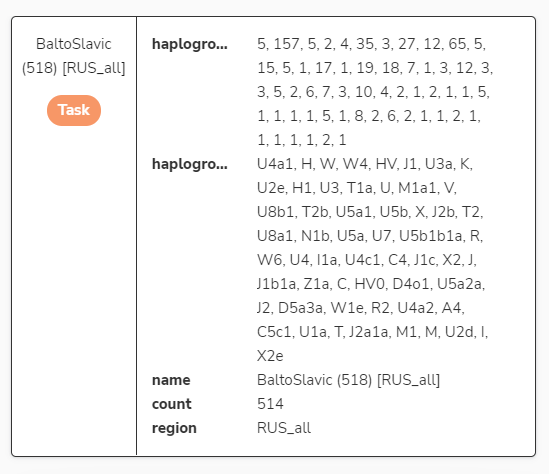 BaltoSlavic
(518) [RUS_all]
Task
haplogro...
5, 157, 5, 2, 4, 35, 3, 27, 12, 65, 5,
15, 5, 1, 17, 1, 19, 18, 7, 1, 3, 12, 3,
3, 5, 2, 6, 7, 3, 10, 4, 2, 1, 2, 1, 1, 5,
1, 1, 1, 1, 5, 1, 8, 2, 6, 2, 1, 1, 2, 1,
1, 1, 1, 1, 2, 1
haplogro...
U4a1, H, W, W4, HV, J1, U3a, K,
U2e, H1, U3, T1a, U, M1a1, V,
U8b1, T2b, U5a1, U5b, X, J2b, T2,
U8a1, N1b, U5a, U7, U5b1b1a, R,
W6, U4, I1a, U4c1, C4, J1c, X2, J,
J1b1a, Z1a, C, HV0, D4o1, U5a2a,
J2, D5a3a, W1e, R2, U4a2, A4,
C5c1, U1a, T, J2a1a, M1, M, U2d, I,
X2e
name BaltoSlavic (518) [RUS_all]
count 514
region RUS_all